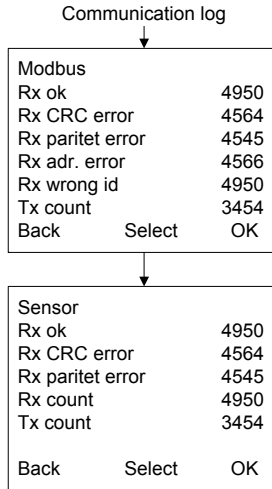 Communication log
Modbus
Rx ok 4950
Rx CRC error 4564
Rx paritet error 4545
Rx adr. error 4566
Rx wrong id 4950
Tx count 3454
Back Select OK
Sensor
Rx ok 4950
Rx CRC error 4564
Rx paritet error 4545
Rx count 4950
Tx count 3454
Back Select OK